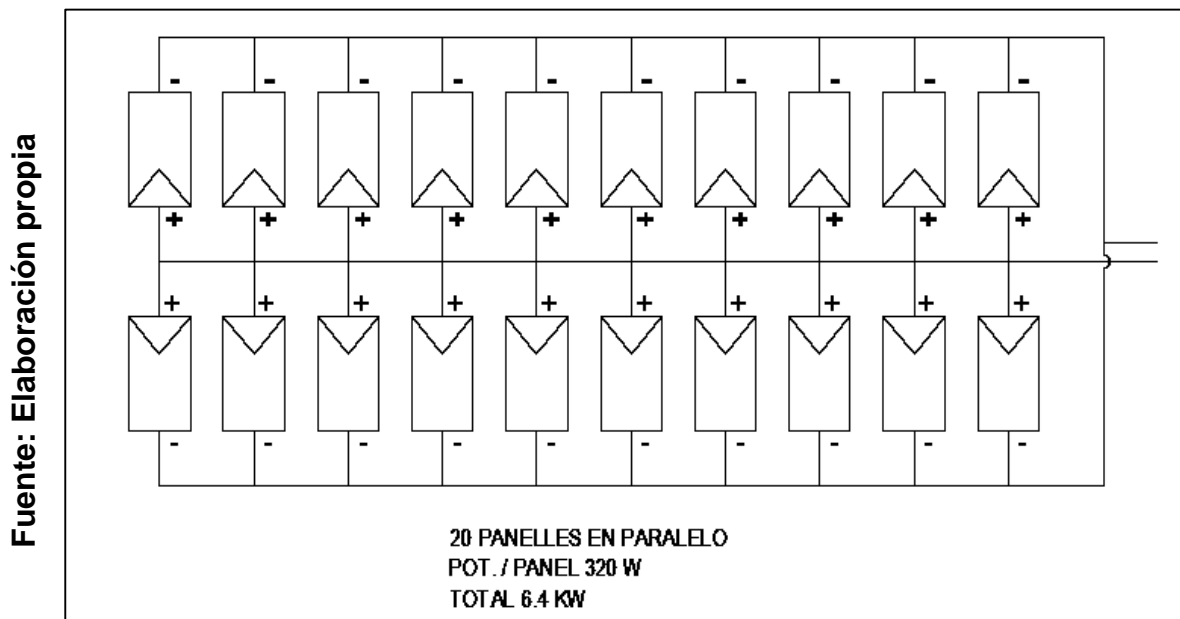 Fuente: Elaboración propia
- - - - - - - - - -
+ + + + + + + + + +
+ + + + + + + + + +
- - - - - - - - - -
20 PANELLES EN PARALELO
POT. / PANEL 320 W
TOTAL 6.4 KW